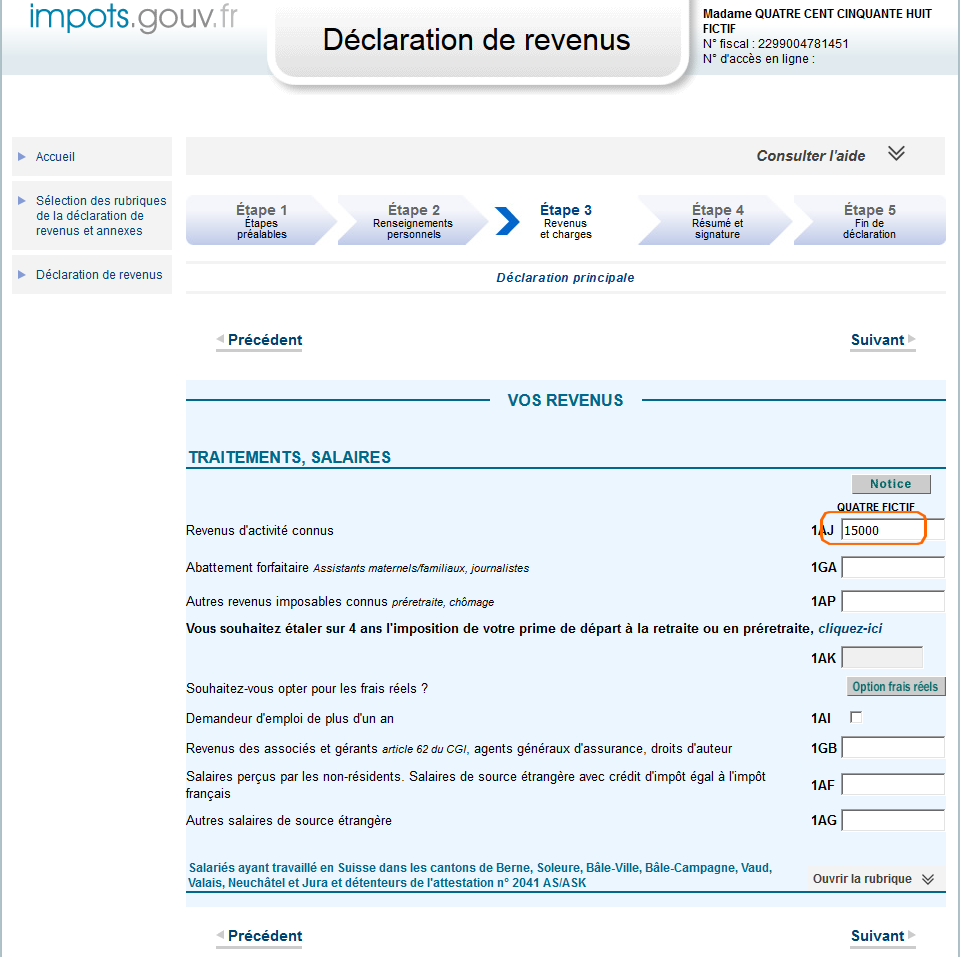 impots.gouv.fr
Déclaration de revenus
Madame QUATRE CENT CINQUANTE HUIT
FICTIF
N° fiscal : 2299004781451
N° d'accès en ligne :
Accueil
Sélection des rubriques
de la déclaration de
revenus et annexes
Déclaration de revenus
Consulter l'aide
Étape 1
Étapes
préalables
Étape 2
Renseignements
personnels
Étape 3
Revenus
et charges
Étape 4
Résumé et
signature
Étape 5
Fin de
déclaration
Déclaration principale
Précédent
Suivant
VOS REVENUS
TRAITEMENTS, SALAIRES
Notice
QUATRE FICTIF
Revenus d'activité connus 1AJ 15000
Abattement forfaitaire Assistants maternels/familiaux, journalistes 1GA
Autres revenus imposables connus préretraite, chômage 1AP
Vous souhaitez étaler sur 4 ans l'imposition de votre prime de départ à la retraite ou en préretraite, cliquez-ici
1AK
Souhaitez-vous opter pour les frais réels ? Option frais réels
Demandeur d'emploi de plus d'un an 1AI
Revenus des associés et gérants article 62 du CGI, agents généraux d'assurance, droits d'auteur 1GB
Salaires perçus par les non-résidents. Salaires de source étrangère avec crédit d'impôt égal à l'impôt
français 1AF
Autres salaires de source étrangère 1AG
Salariés ayant travaillé en Suisse dans les cantons de Berne, Soleure, Bâle-Ville, Bâle-Campagne, Vaud,
Valais, Neuchâtel et Jura et détenteurs de l'attestation n° 2041 AS/ASK
Ouvrir la rubrique
Précédent
Suivant